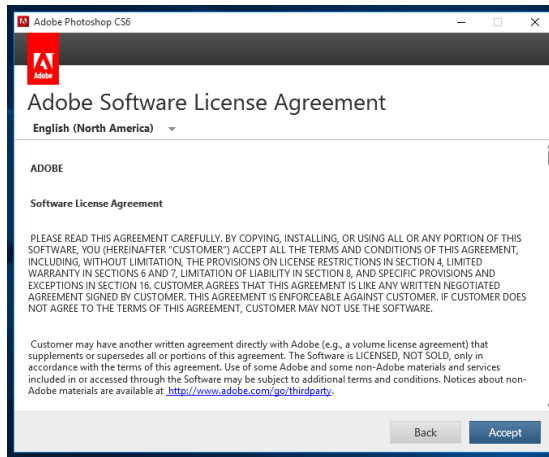 Adobe Photoshop CS6
Adobe
Adobe Software License Agreement
English (North America)
ADOBE
Software License Agreement
PLEASE READ THIS AGREEMENT CAREFULLY. BY COPYING, INSTALLING, OR USING ALL OR ANY PORTION OF THIS
SOFTWARE, YOU (HEREINAFTER "CUSTOMER") ACCEPT ALL THE TERMS AND CONDITIONS OF THIS AGREEMENT,
INCLUDING, WITHOUT LIMITATION, THE PROVISIONS ON LICENSE RESTRICTIONS IN SECTION 4, LIMITED
WARRANTY IN SECTIONS 6 AND 7, LIMITATION OF LIABILITY IN SECTION 8, AND SPECIFIC PROVISIONS AND
EXCEPTIONS IN SECTION 16. CUSTOMER AGREES THAT THIS AGREEMENT IS LIKE ANY WRITTEN NEGOTIATED
AGREEMENT SIGNED BY CUSTOMER. THIS AGREEMENT IS ENFORCEABLE AGAINST CUSTOMER. IF CUSTOMER DOES
NOT AGREE TO THE TERMS OF THIS AGREEMENT, CUSTOMER MAY NOT USE THE SOFTWARE.
Customer may have another written agreement directly with Adobe (e.g., a volume license agreement) that
supplements or supersedes all or portions of this agreement. The Software is LICENSED, NOT SOLD, only in
accordance with the terms of this agreement. Use of some Adobe and some non-Adobe materials and services
included in or accessed through the Software may be subject to additional terms and conditions. Notices about non-
Adobe materials are available at http://www.adobe.com/go/thirdparty.
Back
Accept